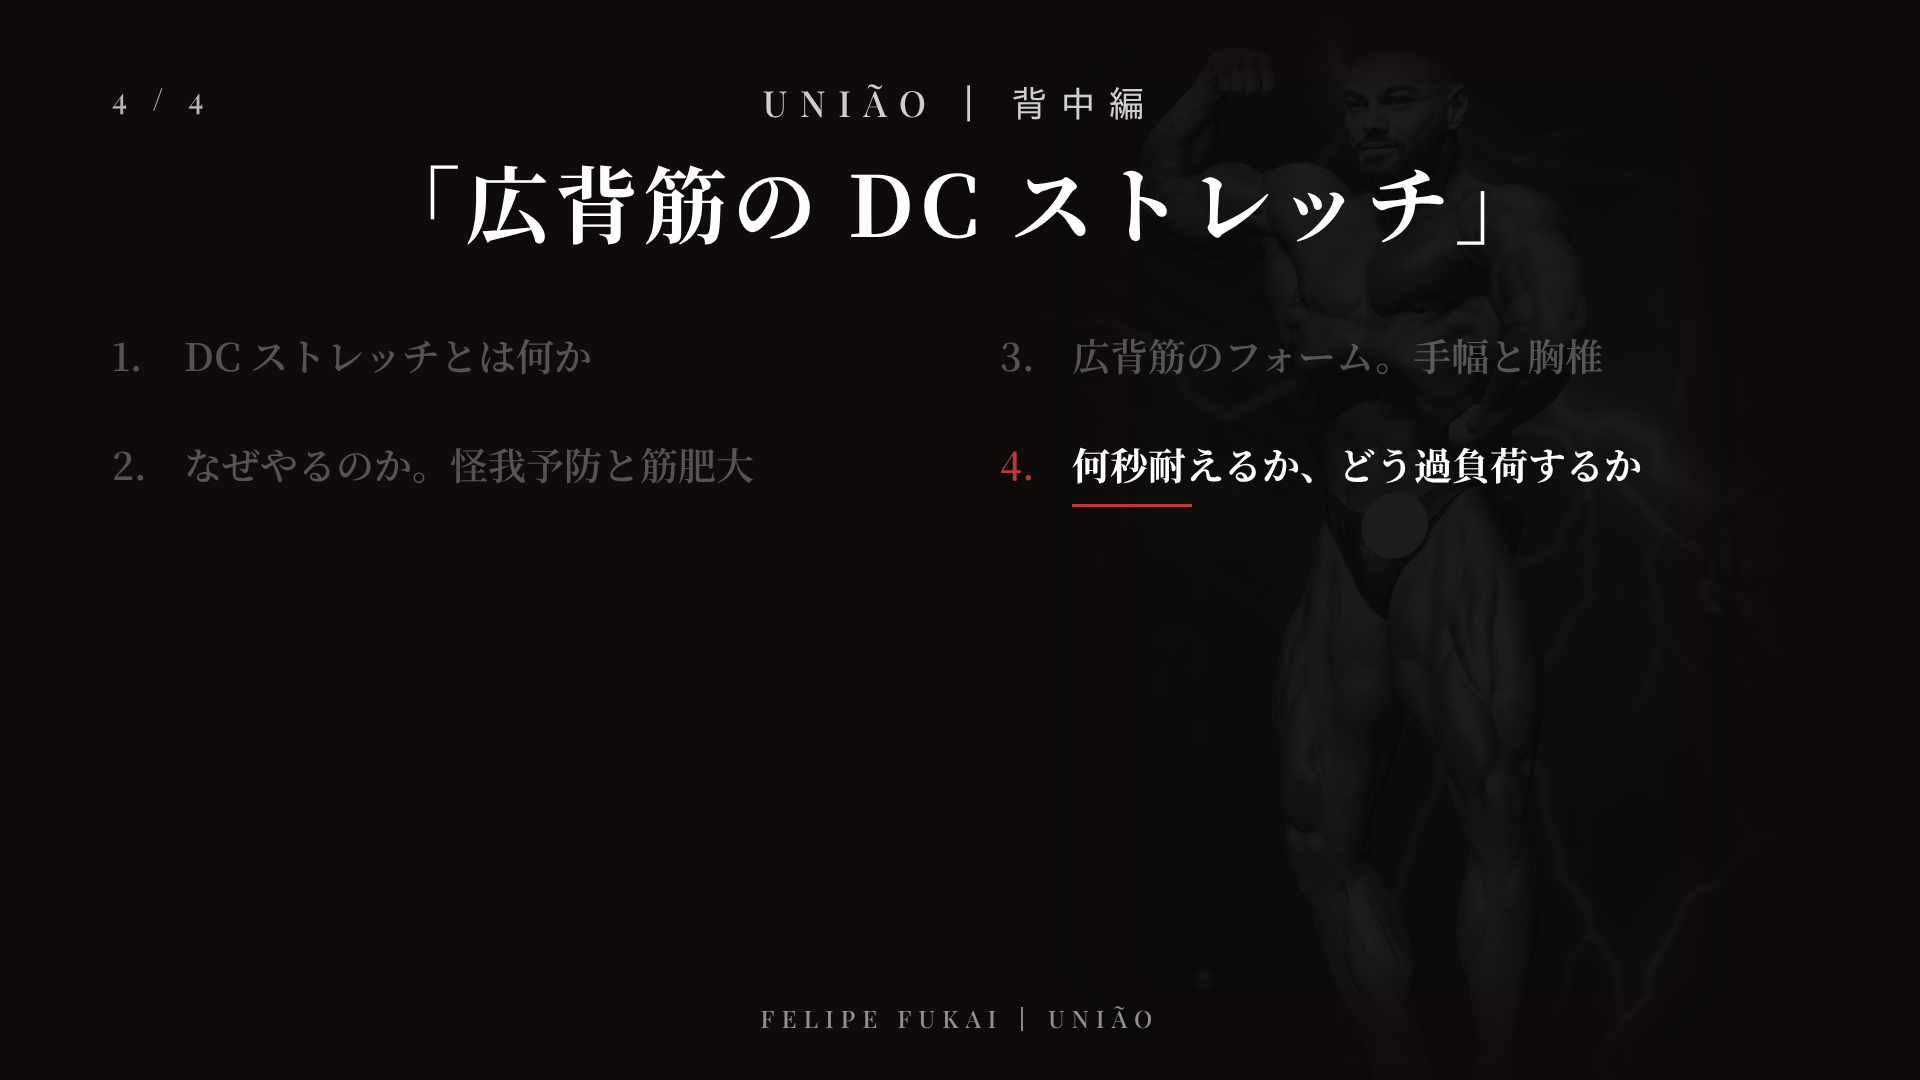 4 / 4
UNIÃO | 背中編
「広背筋の DC ストレッチ」
1. DC ストレッチとは何か
2. なぜやるのか。怪我予防と筋肥大
3. 広背筋のフォーム。手幅と胸椎
4. 何秒耐えるか、どう過負荷するか
FELIPE FUKAI | UNIÃO